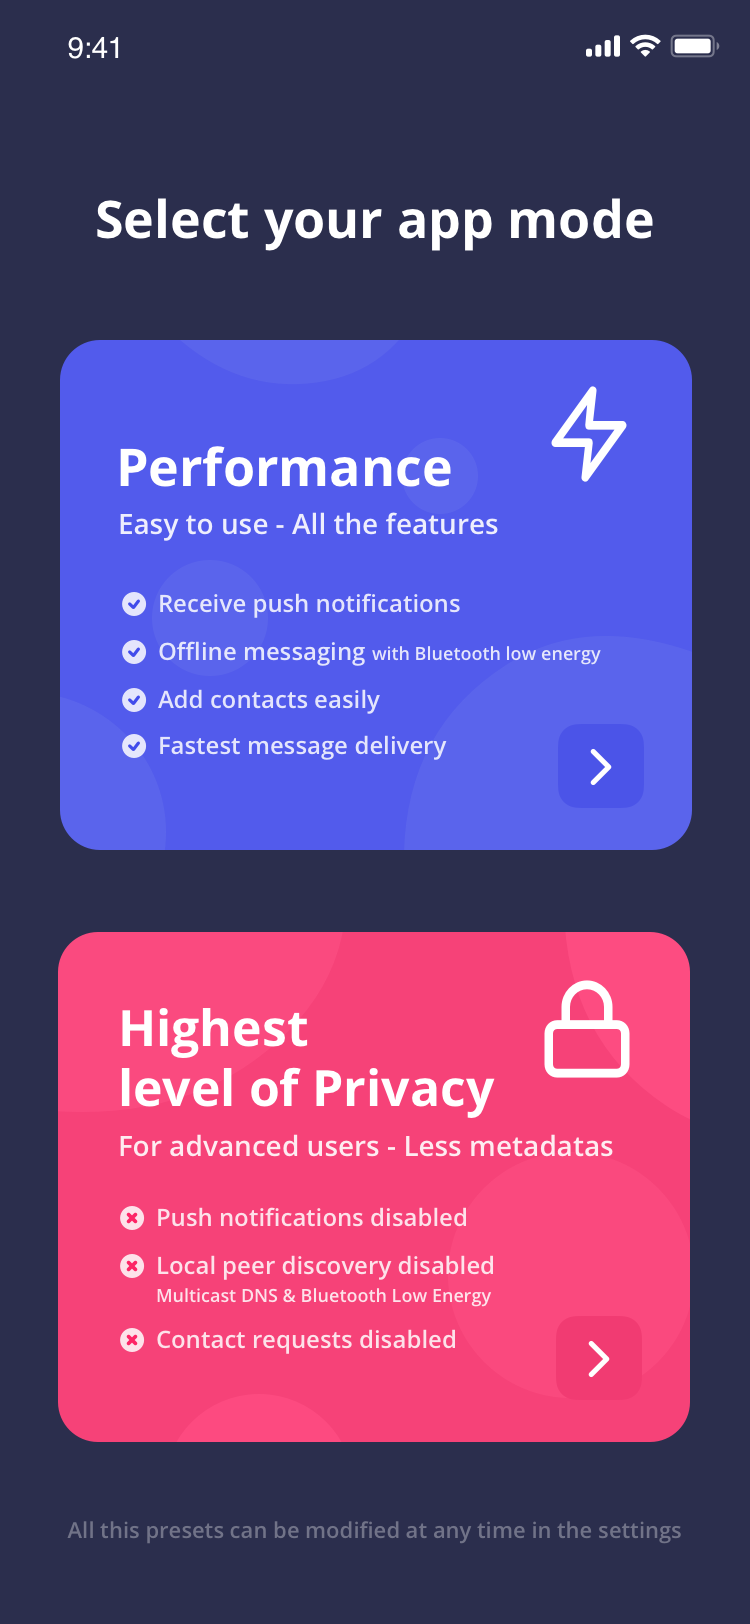 9:41
Select your app mode
Performance
Easy to use - All the features
Receive push notifications
Offline messaging with Bluetooth low energy
Add contacts easily
Fastest message delivery
Highest
level of Privacy
For advanced users - Less metadatas
Push notifications disabled
Local peer discovery disabled
Multicast DNS & Bluetooth Low Energy
Contact requests disabled
All this presets can be modified at any time in the settings